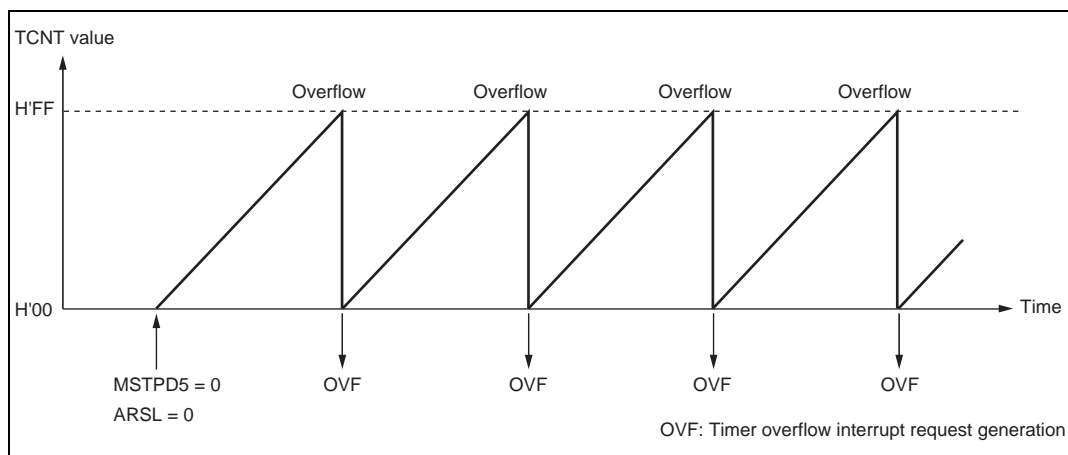 TCNT value
Overflow Overflow Overflow Overflow
H'FF
H'00
Time
MSTPD5 = 0
ARSL = 0
OVF OVF OVF OVF
OVF: Timer overflow interrupt request generation